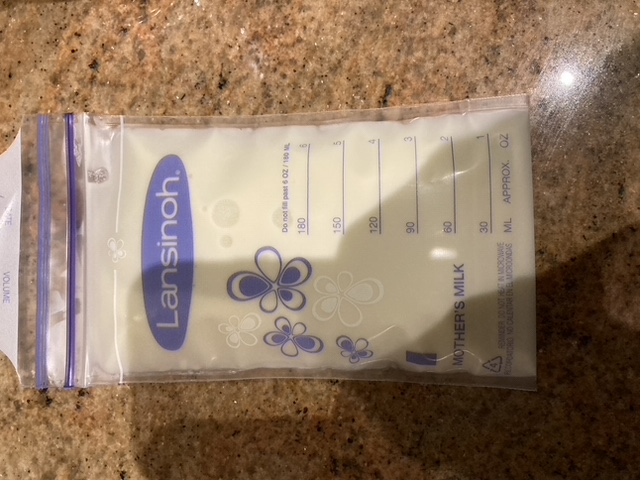 VOLUME
Lansinoh®
Do not fill past 6 OZ / 180 ML
180 6
150 5
120 4
90 3
60 2
30 1
ML APPROX. OZ
MOTHER'S MILK